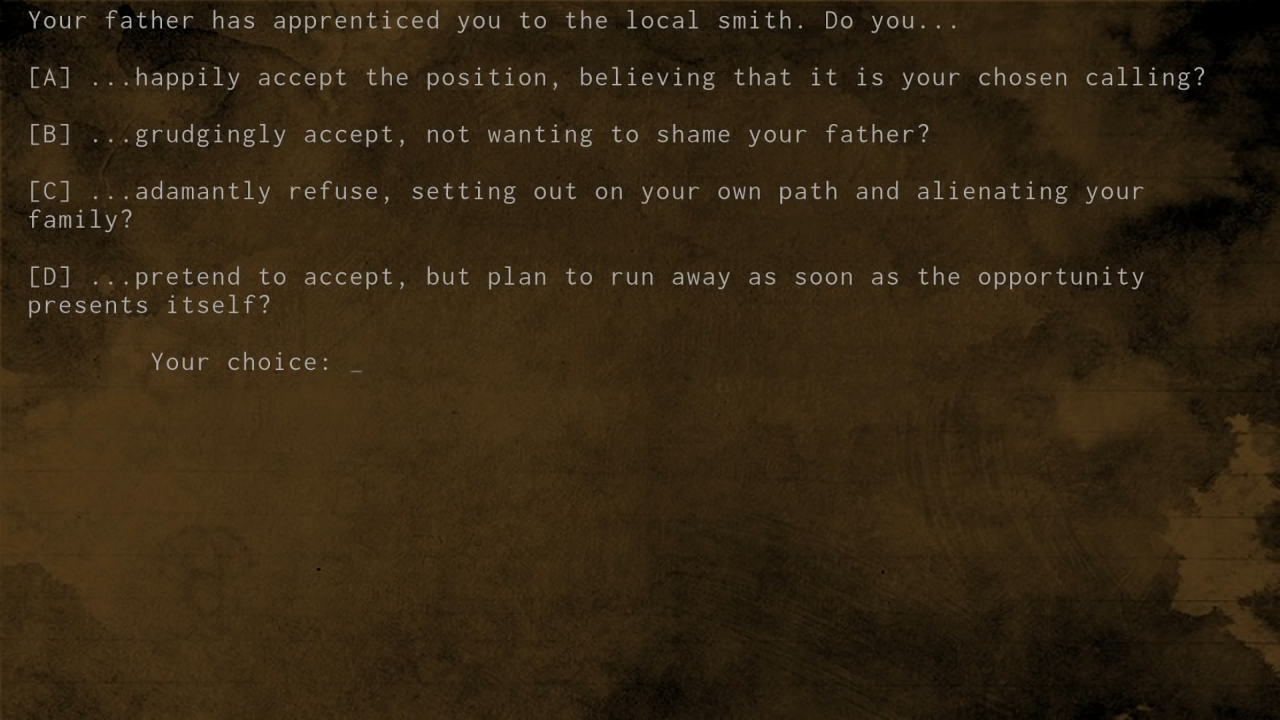 Your father has apprenticed you to the local smith. Do you...
[A] ...happily accept the position, believing that it is your chosen calling?
[B] ...grudgingly accept, not wanting to shame your father?
[C] ...adamantly refuse, setting out on your own path and alienating your
family?
[D] ...pretend to accept, but plan to run away as soon as the opportunity
presents itself?
Your choice: _